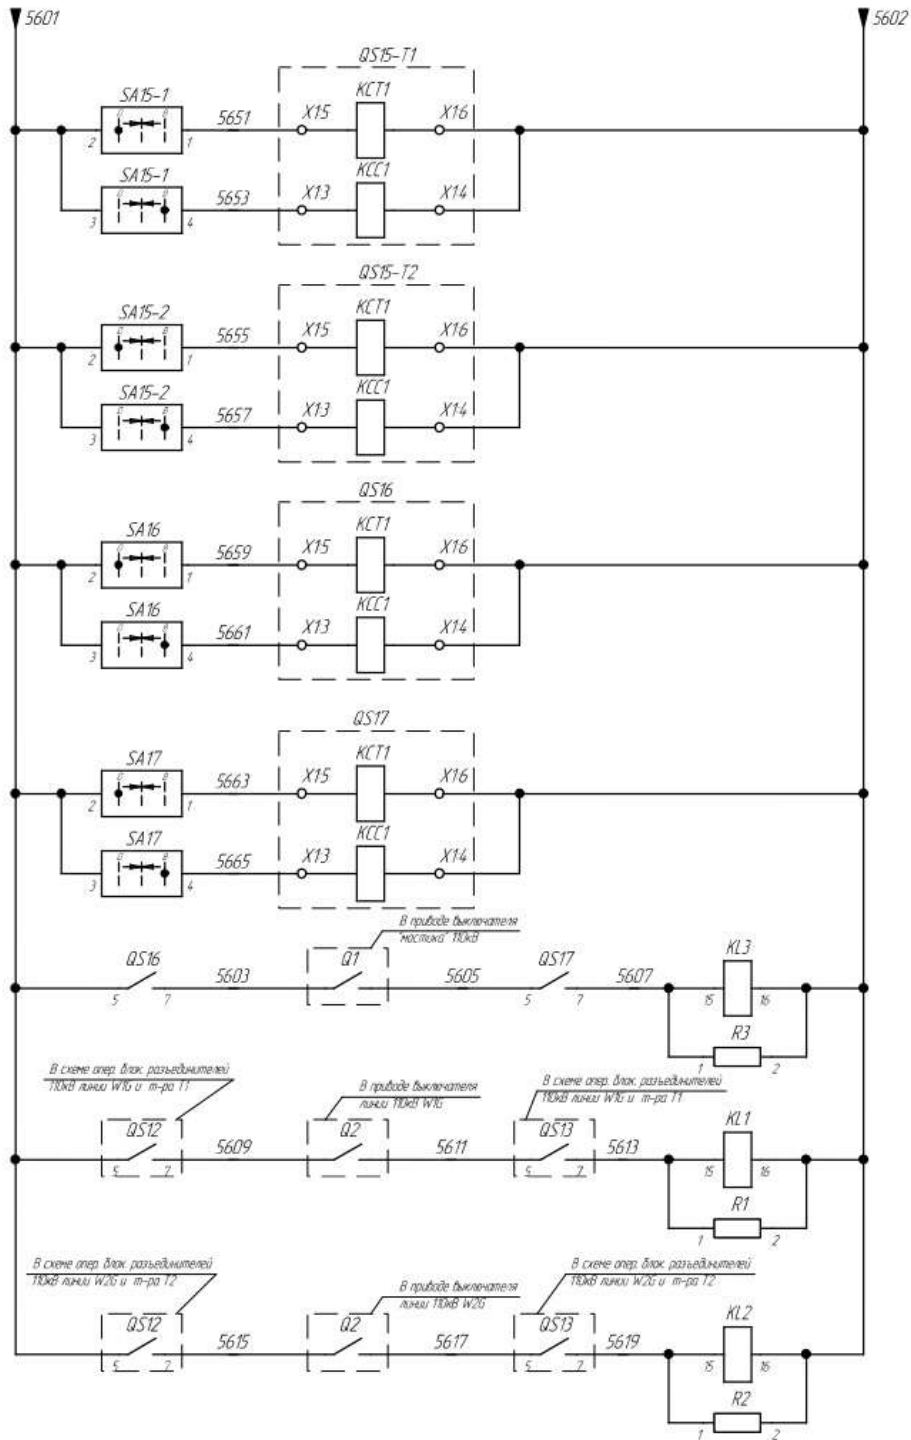 5601
5602
QS15-T1
SA15-1
5651
X15
KCT1
X16
2
1
SA15-1
5653
X13
KCC1
X14
3
4
QS15-T2
SA15-2
5655
X15
KCT1
X16
2
1
SA15-2
5657
X13
KCC1
X14
3
4
QS16
SA16
5659
X15
KCT1
X16
2
1
SA16
5661
X13
KCC1
X14
3
4
QS17
SA17
5663
X15
KCT1
X16
2
1
SA17
5665
X13
KCC1
X14
3
4
В приводе выключателя
"мостика" 110кВ
QS16
5603
Q1
5605
QS17
5607
KL3
5
7
5
7
15
16
R3
1
2
В схеме опер. блок. разъединителей
110кВ линии W1G и т-ра T1
В приводе выключателя
линии 110кВ W1G
В схеме опер. блок. разъединителей
110кВ линии W1G и т-ра T1
QS12
5609
Q2
5611
QS13
5613
KL1
5
7
5
7
15
16
R1
1
2
В схеме опер. блок. разъединителей
110кВ линии W2G и т-ра T2
В приводе выключателя
линии 110кВ W2G
В схеме опер. блок. разъединителей
110кВ линии W2G и т-ра T2
QS12
5615
Q2
5617
QS13
5619
KL2
5
7
5
7
15
16
R2
1
2